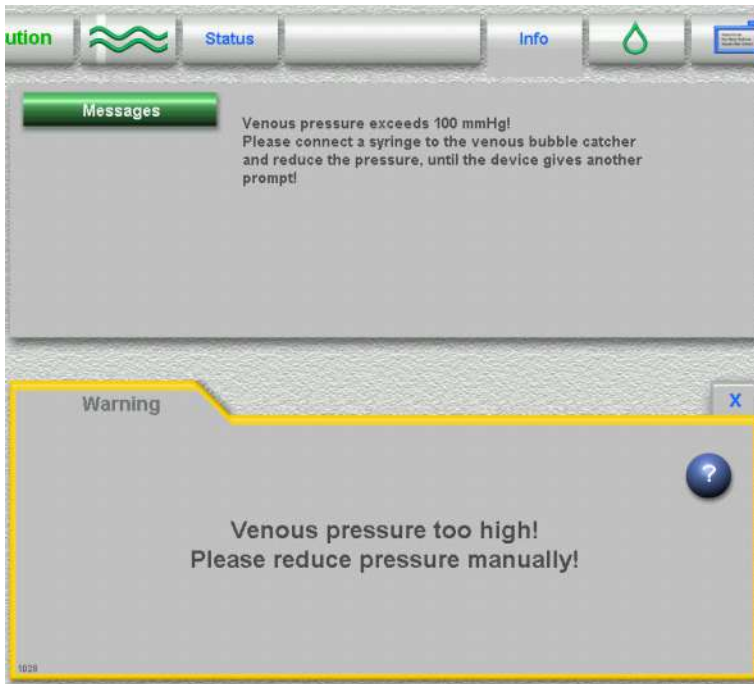 ution
Status
Info
Messages
Venous pressure exceeds 100 mmHg!
Please connect a syringe to the venous bubble catcher
and reduce the pressure, until the device gives another
prompt!
Warning
X
?
Venous pressure too high!
Please reduce pressure manually!